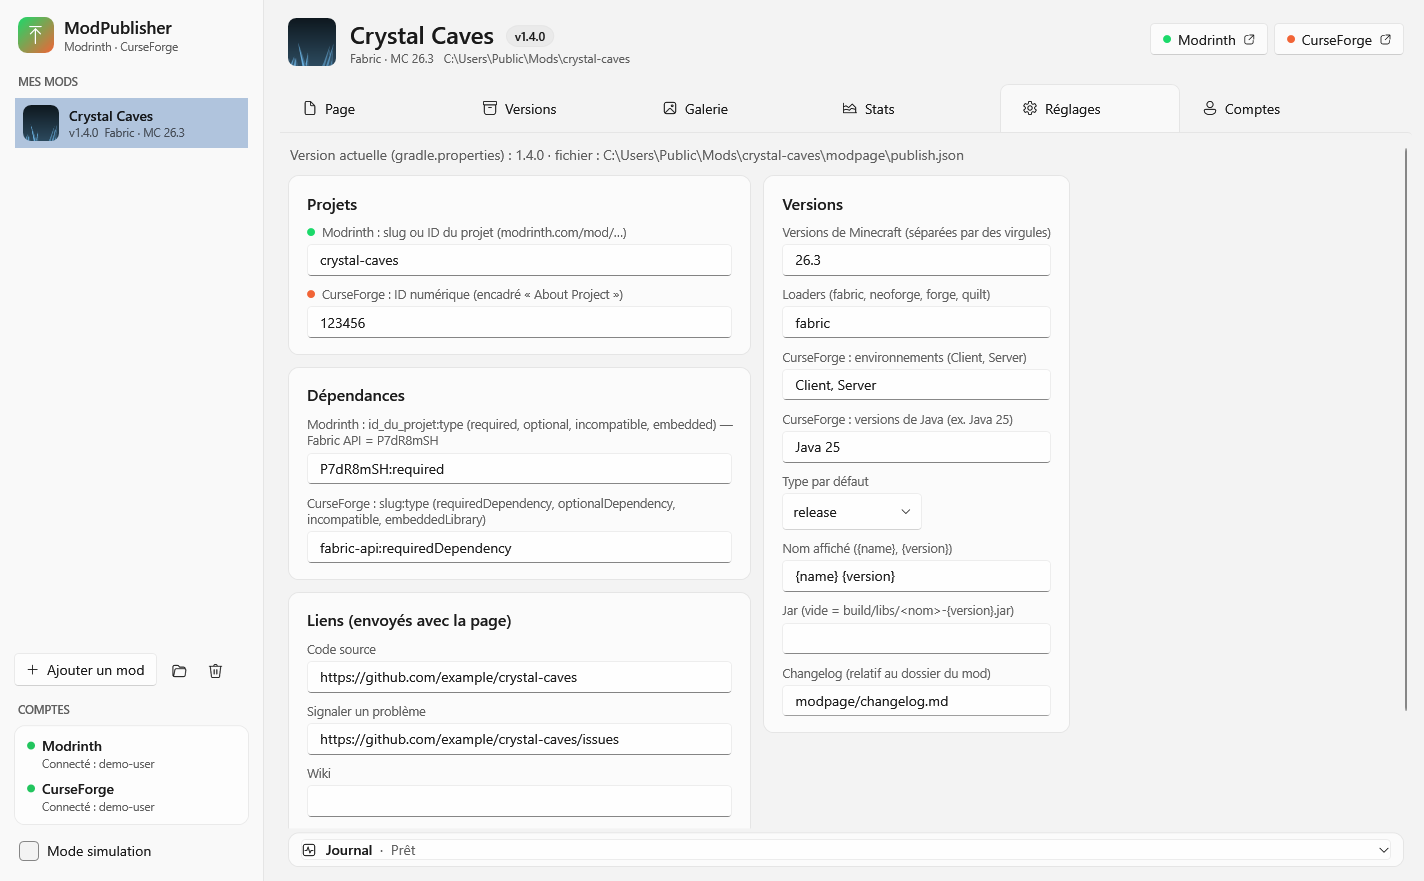 ModPublisher
Modrinth · CurseForge
MES MODS
Crystal Caves
v1.4.0 Fabric · MC 26.3
Ajouter un mod
COMPTES
Modrinth
Connecté : demo-user
CurseForge
Connecté : demo-user
Mode simulation
Crystal Caves
v1.4.0
Fabric · MC 26.3 C:\Users\Public\Mods\crystal-caves
Modrinth
CurseForge
Page
Versions
Galerie
Stats
Réglages
Comptes
Version actuelle (gradle.properties) : 1.4.0 · fichier : C:\Users\Public\Mods\crystal-caves\modpage\publish.json
Projets
Modrinth : slug ou ID du projet (modrinth.com/mod/...)
crystal-caves
CurseForge : ID numérique (encadré « About Project »)
123456
Dépendances
Modrinth : id_du_projet:type (required, optional, incompatible, embedded) —
Fabric API = P7dR8mSH
P7dR8mSH:required
CurseForge : slug:type (requiredDependency, optionalDependency,
incompatible, embeddedLibrary)
fabric-api:requiredDependency
Liens (envoyés avec la page)
Code source
https://github.com/example/crystal-caves
Signaler un problème
https://github.com/example/crystal-caves/issues
Wiki
Versions
Versions de Minecraft (séparées par des virgules)
26.3
Loaders (fabric, neoforge, forge, quilt)
fabric
CurseForge : environnements (Client, Server)
Client, Server
CurseForge : versions de Java (ex. Java 25)
Java 25
Type par défaut
release
Nom affiché ({name}, {version})
{name} {version}
Jar (vide = build/libs/<nom>-{version}.jar)
Changelog (relatif au dossier du mod)
modpage/changelog.md
Journal · Prêt